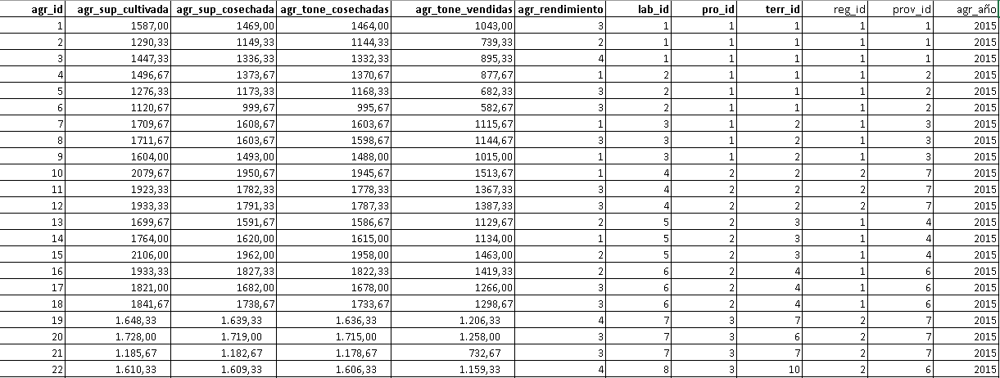 agr_id agr_sup_cultivada agr_sup_cosechada agr_tone_cosechadas agr_tone_vendidas agr_rendimiento lab_id pro_id terr_id reg_id prov_id agr_año
1 1587,00 1469,00 1464,00 1043,00 3 1 1 1 1 1 2015
2 1290,33 1149,33 1144,33 739,33 2 1 1 1 1 1 2015
3 1447,33 1336,33 1332,33 895,33 4 1 1 1 1 1 2015
4 1496,67 1373,67 1370,67 877,67 1 2 1 1 1 2 2015
5 1276,33 1173,33 1168,33 682,33 3 2 1 1 1 2 2015
6 1120,67 999,67 995,67 582,67 3 2 1 1 1 2 2015
7 1709,67 1608,67 1603,67 1115,67 1 3 1 2 1 3 2015
8 1711,67 1603,67 1598,67 1144,67 3 3 1 2 1 3 2015
9 1604,00 1493,00 1488,00 1015,00 1 3 1 2 1 3 2015
10 2079,67 1950,67 1945,67 1513,67 1 4 2 2 2 7 2015
11 1923,33 1782,33 1778,33 1367,33 3 4 2 2 2 7 2015
12 1933,33 1791,33 1787,33 1387,33 3 4 2 2 2 7 2015
13 1699,67 1591,67 1586,67 1129,67 2 5 2 3 1 4 2015
14 1764,00 1620,00 1615,00 1134,00 1 5 2 3 1 4 2015
15 2106,00 1962,00 1958,00 1463,00 2 5 2 3 1 4 2015
16 1933,33 1827,33 1822,33 1419,33 2 6 2 4 1 6 2015
17 1821,00 1682,00 1678,00 1266,00 3 6 2 4 1 6 2015
18 1841,67 1738,67 1733,67 1298,67 3 6 2 4 1 6 2015
19 1.648,33 1.639,33 1.636,33 1.206,33 4 7 3 7 2 7 2015
20 1.728,00 1.719,00 1.715,00 1.258,00 3 7 3 6 2 7 2015
21 1.185,67 1.182,67 1.178,67 732,67 3 7 3 7 2 7 2015
22 1.610,33 1.609,33 1.606,33 1.159,33 4 8 3 10 2 6 2015